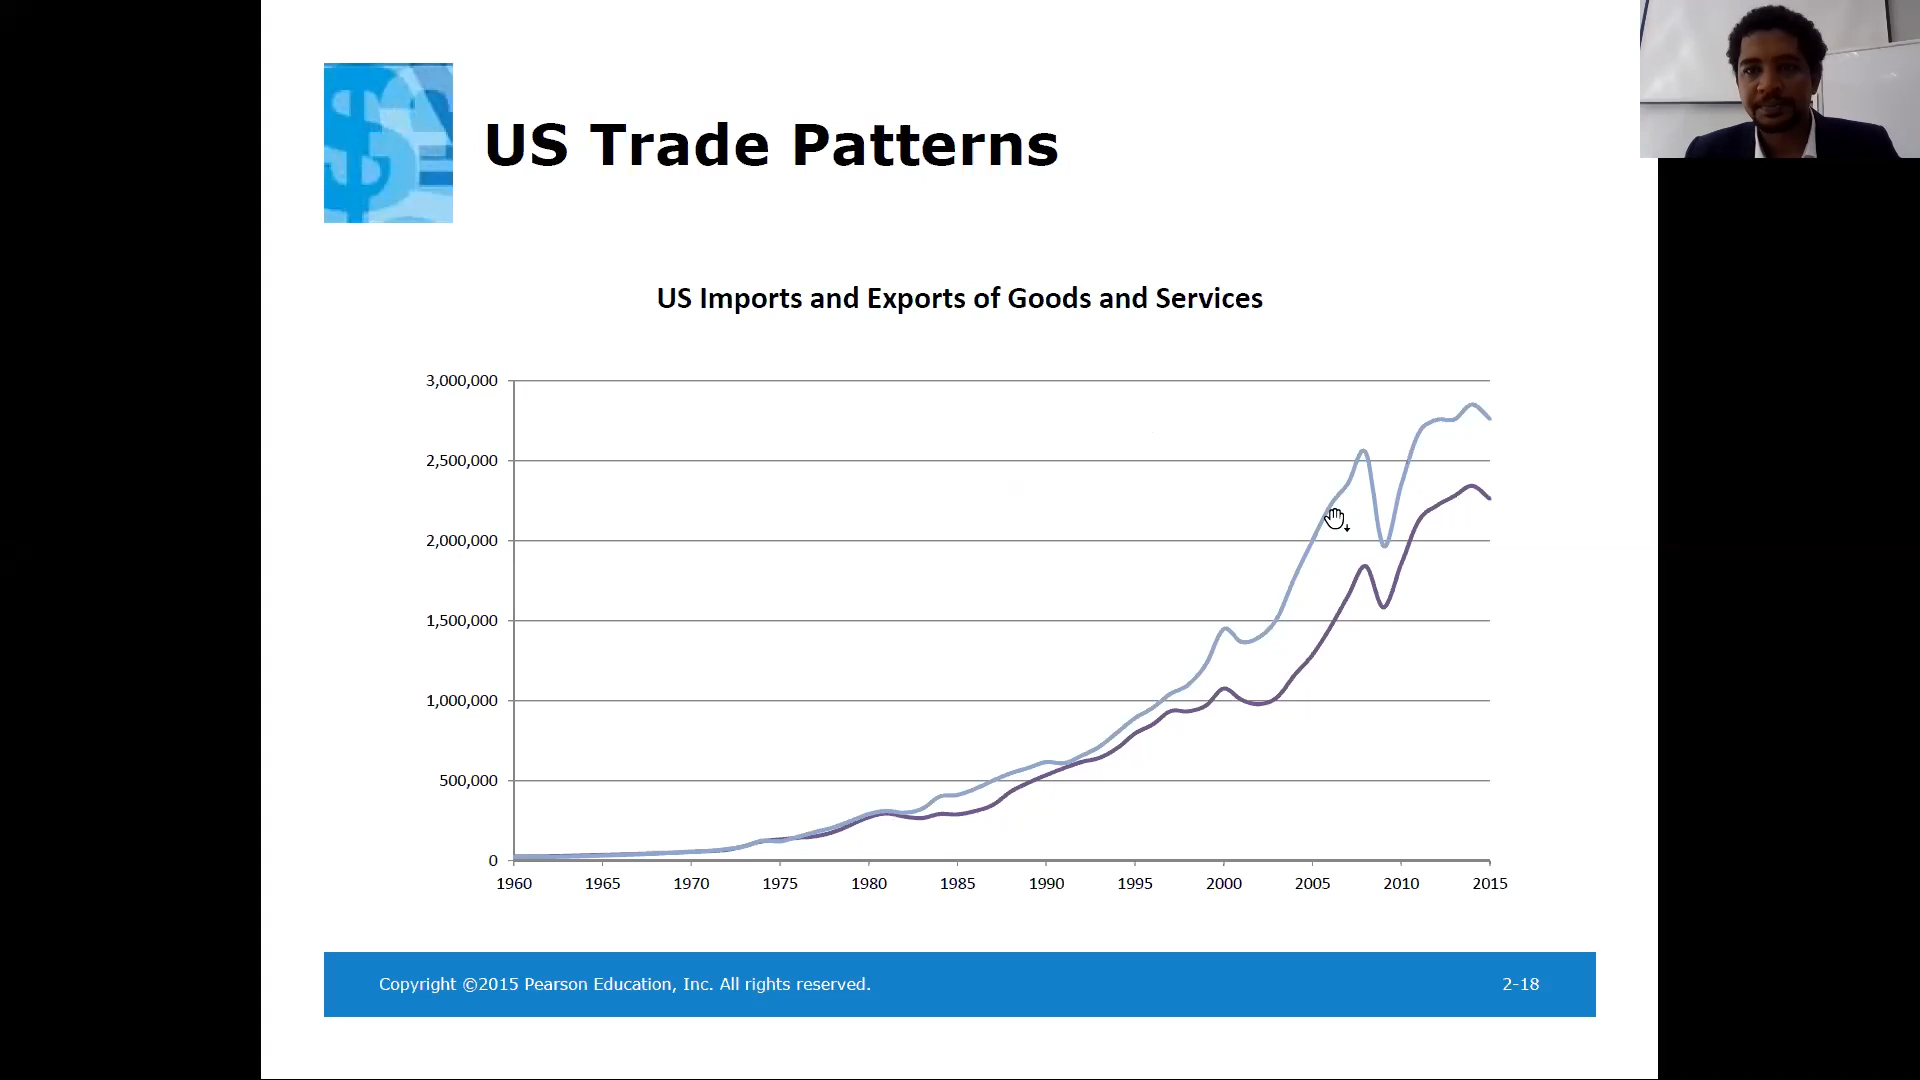 US Trade Patterns
US Imports and Exports of Goods and Services
3,000,000
2,500,000
2,000,000
1,500,000
1,000,000
500,000
0
1960 1965 1970 1975 1980 1985 1990 1995 2000 2005 2010 2015
Copyright ©2015 Pearson Education, Inc. All rights reserved. 2-18